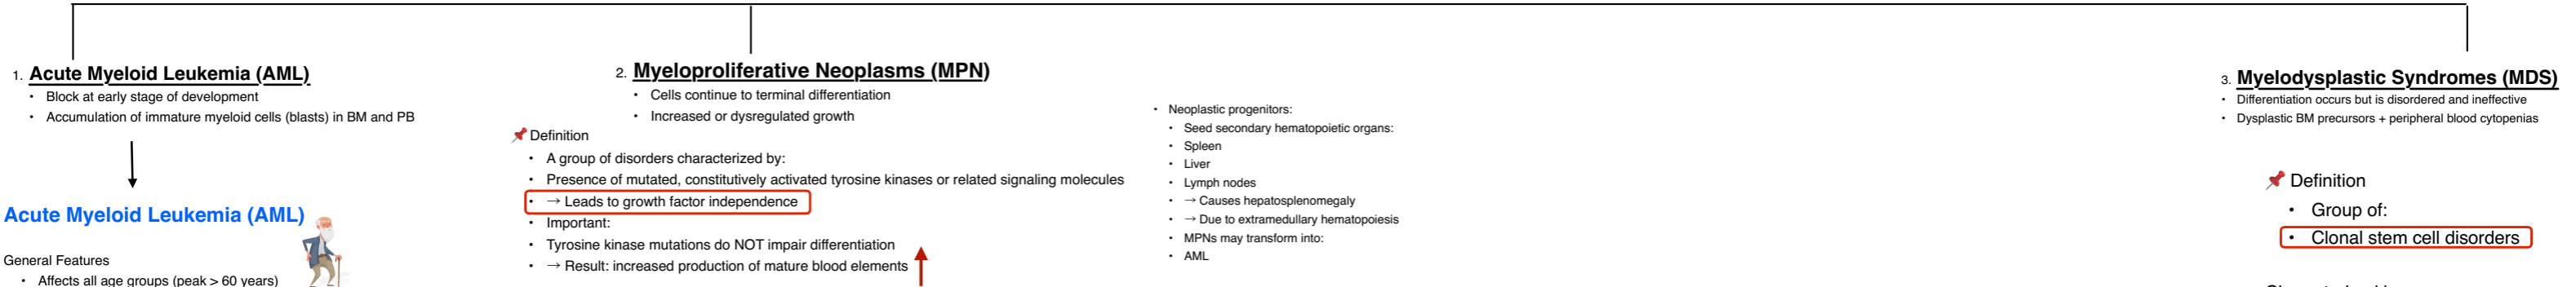 1. Acute Myeloid Leukemia (AML)
• Block at early stage of development
• Accumulation of immature myeloid cells (blasts) in BM and PB
Acute Myeloid Leukemia (AML)
General Features
• Affects all age groups (peak > 60 years)
2. Myeloproliferative Neoplasms (MPN)
• Cells continue to terminal differentiation
• Increased or dysregulated growth
📌 Definition
• A group of disorders characterized by:
• Presence of mutated, constitutively activated tyrosine kinases or related signaling molecules
• → Leads to growth factor independence
• Important:
• Tyrosine kinase mutations do NOT impair differentiation
• → Result: increased production of mature blood elements
• Neoplastic progenitors:
• Seed secondary hematopoietic organs:
• Spleen
• Liver
• Lymph nodes
• → Causes hepatosplenomegaly
• → Due to extramedullary hematopoiesis
• MPNs may transform into:
• AML
3. Myelodysplastic Syndromes (MDS)
• Differentiation occurs but is disordered and ineffective
• Dysplastic BM precursors + peripheral blood cytopenias
📌 Definition
• Group of:
• Clonal stem cell disorders